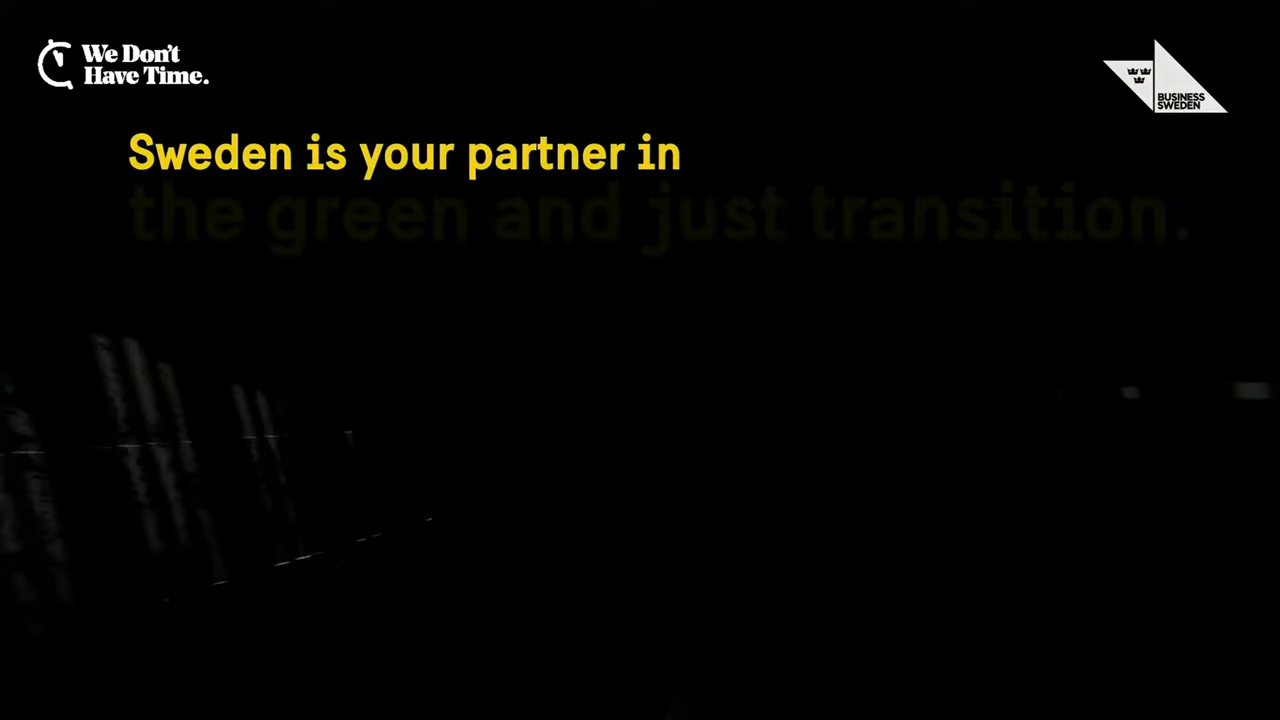 We Don't
Have Time.
BUSINESS
SWEDEN
Sweden is your partner in
the green and just transition.